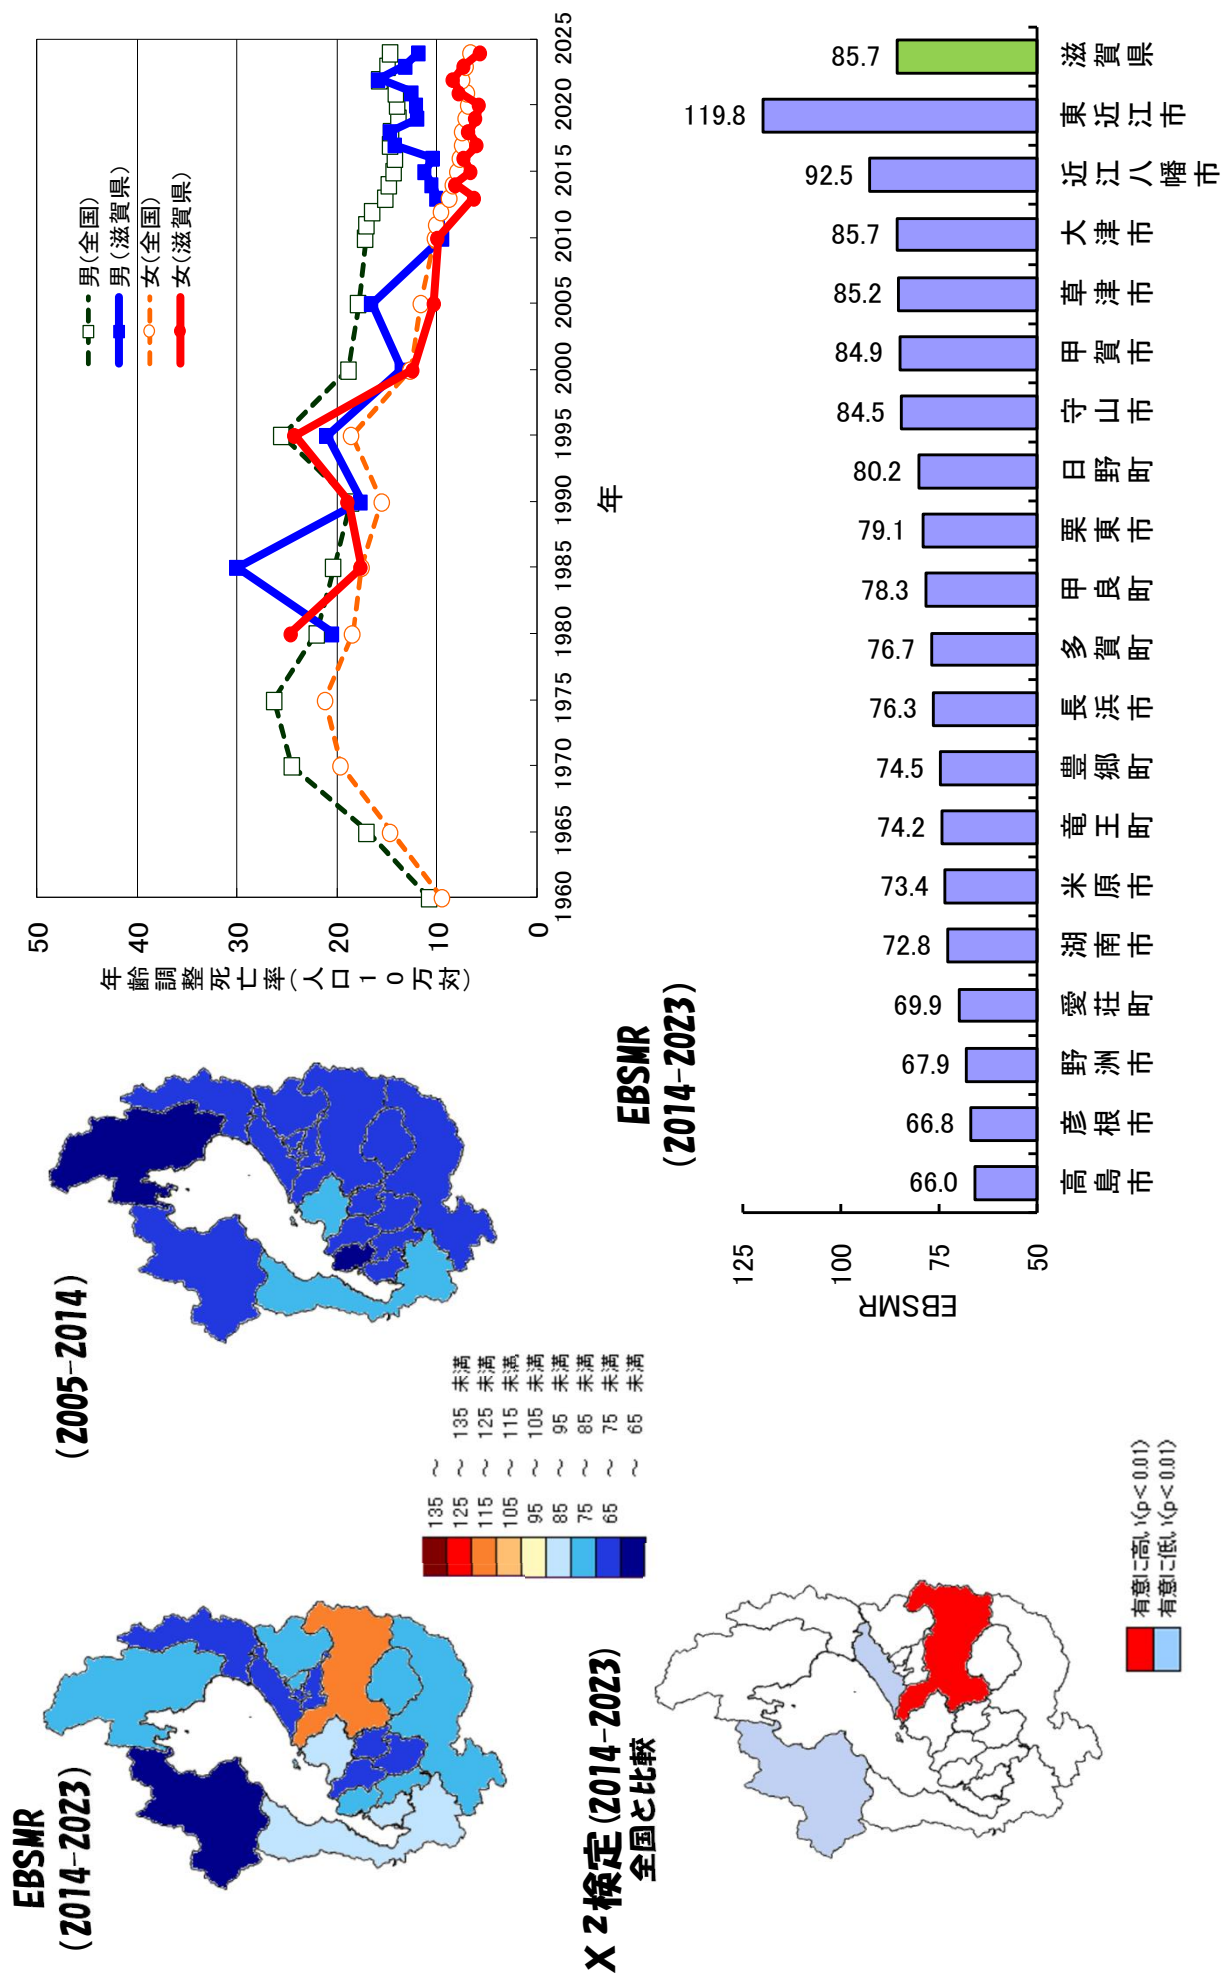 EBSMR
(2014-2023)
(2005-2014)
135 ～
125 ～ 135 未満
115 ～ 125 未満
105 ～ 115 未満
95 ～ 105 未満
85 ～ 95 未満
75 ～ 85 未満
65 ～ 75 未満
～ 65 未満
年齢調整死亡率(人口１０万対)
50
40
30
20
10
0
1960 1965 1970 1975 1980 1985 1990 1995 2000 2005 2010 2015 2020 2025
年
男(全国)
男(滋賀県)
女(全国)
女(滋賀県)
X²検定(2014-2023)
全国と比較
有意に高い(p<0.01)
有意に低い(p<0.01)
EBSMR
(2014-2023)
EBSMR
125
100
75
50
66.0 66.8 67.9 69.9 72.8 73.4 74.2 74.5 76.3 76.7 78.3 79.1 80.2 84.5 84.9 85.2 85.7 92.5 119.8 85.7
高島市 彦根市 野洲市 愛荘町 湖南市 米原市 竜王町 豊郷町 長浜市 多賀町 甲良町 栗東市 日野町 守山市 甲賀市 草津市 大津市 近江八幡市 東近江市 滋賀県